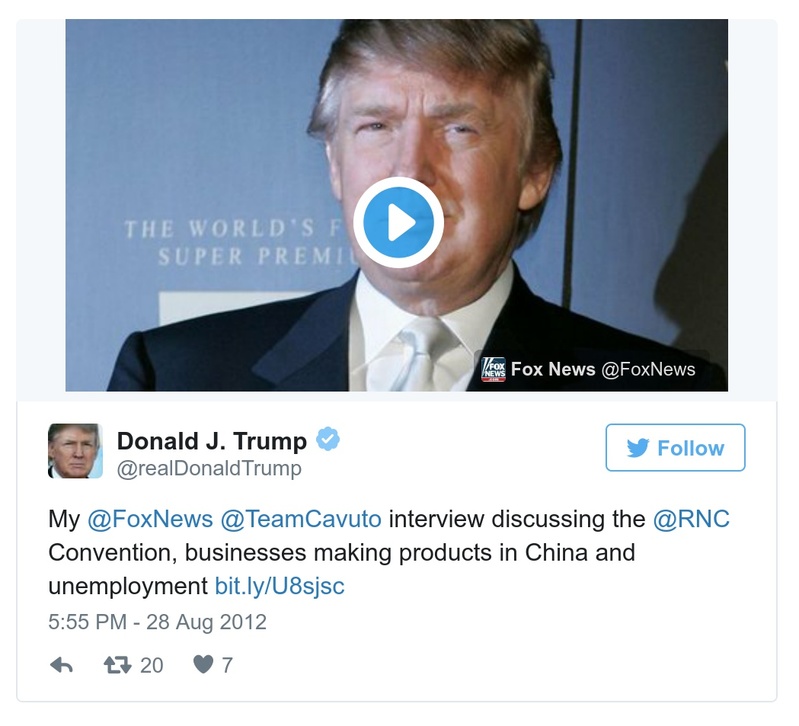 THE WORLD'S F
SUPER PREMI
FOX
NEWS
Fox News @FoxNews
Donald J. Trump
@realDonaldTrump
Follow
My @FoxNews @TeamCavuto interview discussing the @RNC
Convention, businesses making products in China and
unemployment bit.ly/U8sjsc
5:55 PM - 28 Aug 2012
20 7